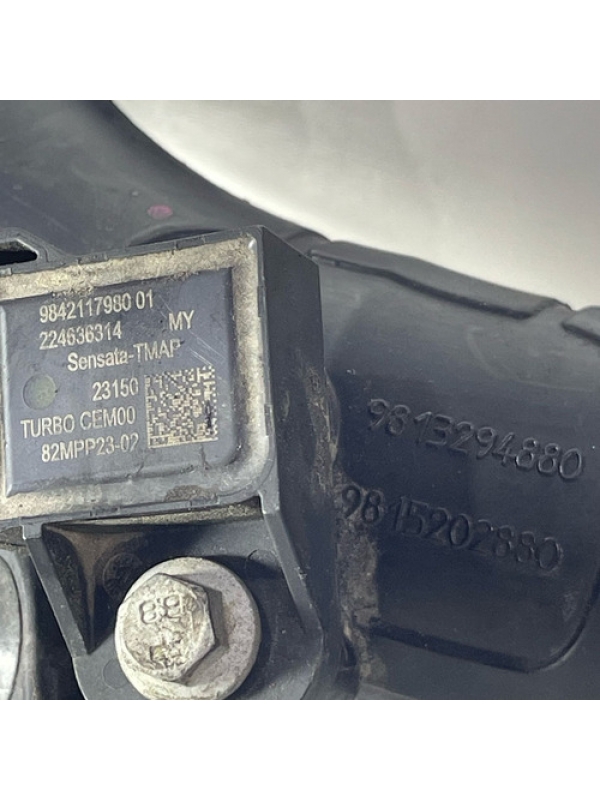 9842117980 01
224636314 MY
Sensata-TMAP
23150
TURBO CEM00
82MPP23-02
9813294880
9815202880
8.8